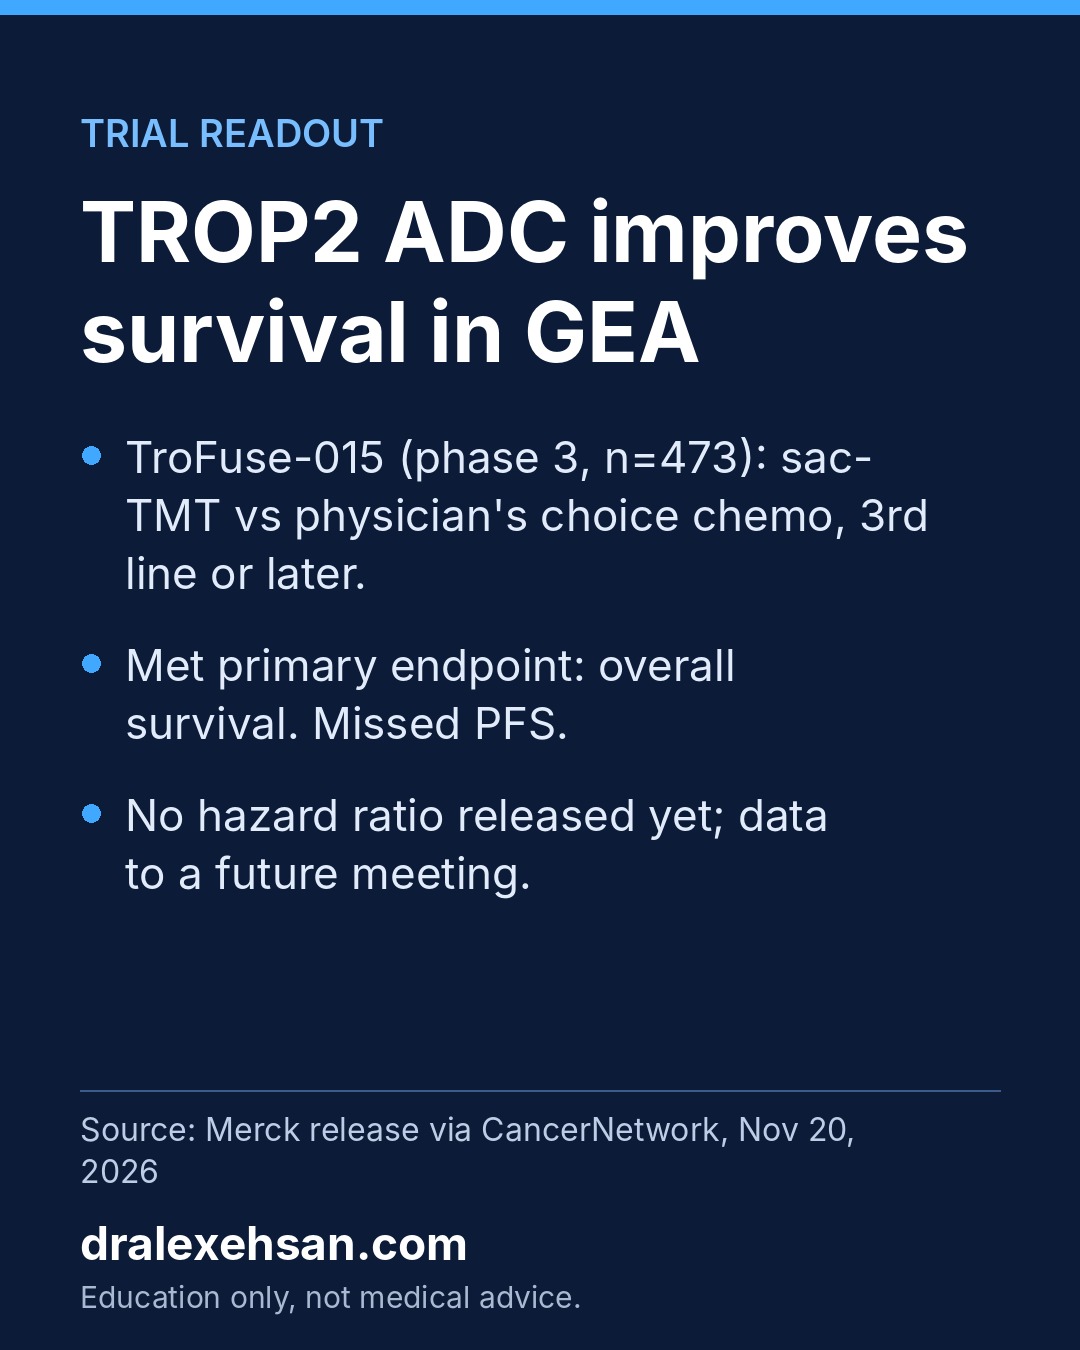 TRIAL READOUT
TROP2 ADC improves
survival in GEA
TroFuse-015 (phase 3, n=473): sac-
TMT vs physician's choice chemo, 3rd
line or later.
Met primary endpoint: overall
survival. Missed PFS.
No hazard ratio released yet; data
to a future meeting.
Source: Merck release via CancerNetwork, Nov 20,
2026
dralexehsan.com
Education only, not medical advice.